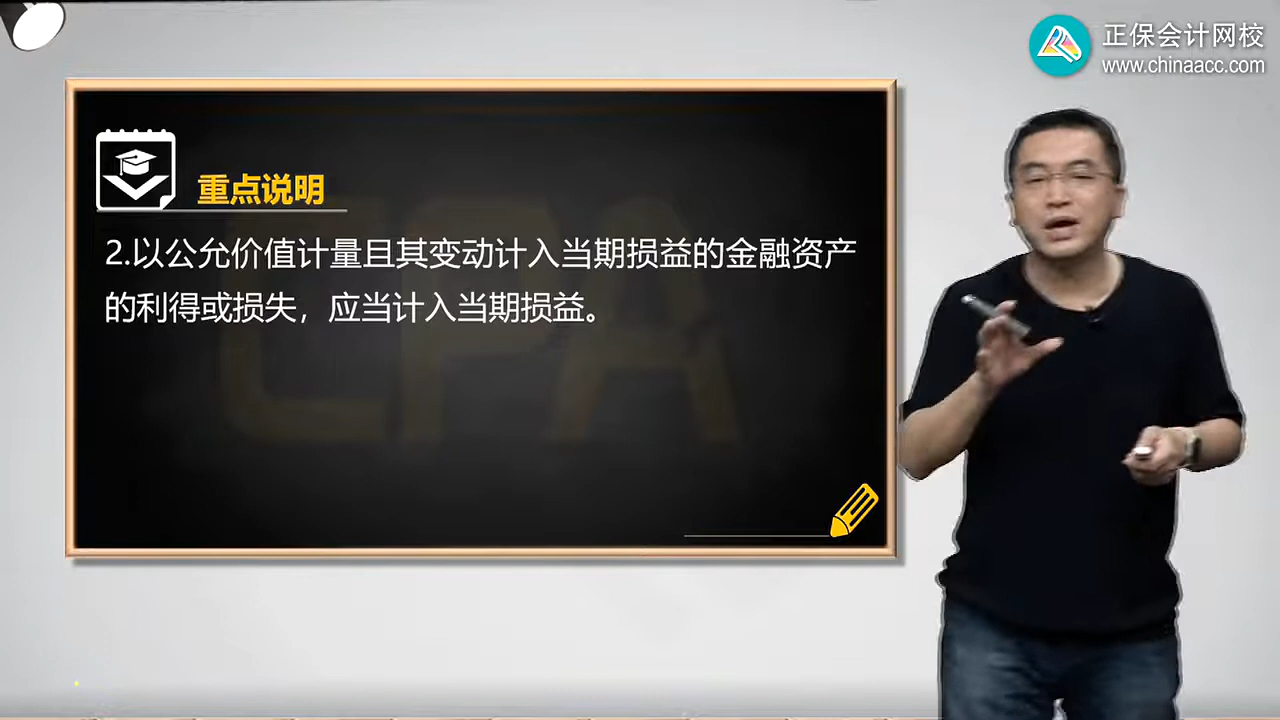 正保会计网校
www.chinaacc.com
重点说明
2.以公允价值计量且其变动计入当期损益的金融资产
的利得或损失，应当计入当期损益。
CPA